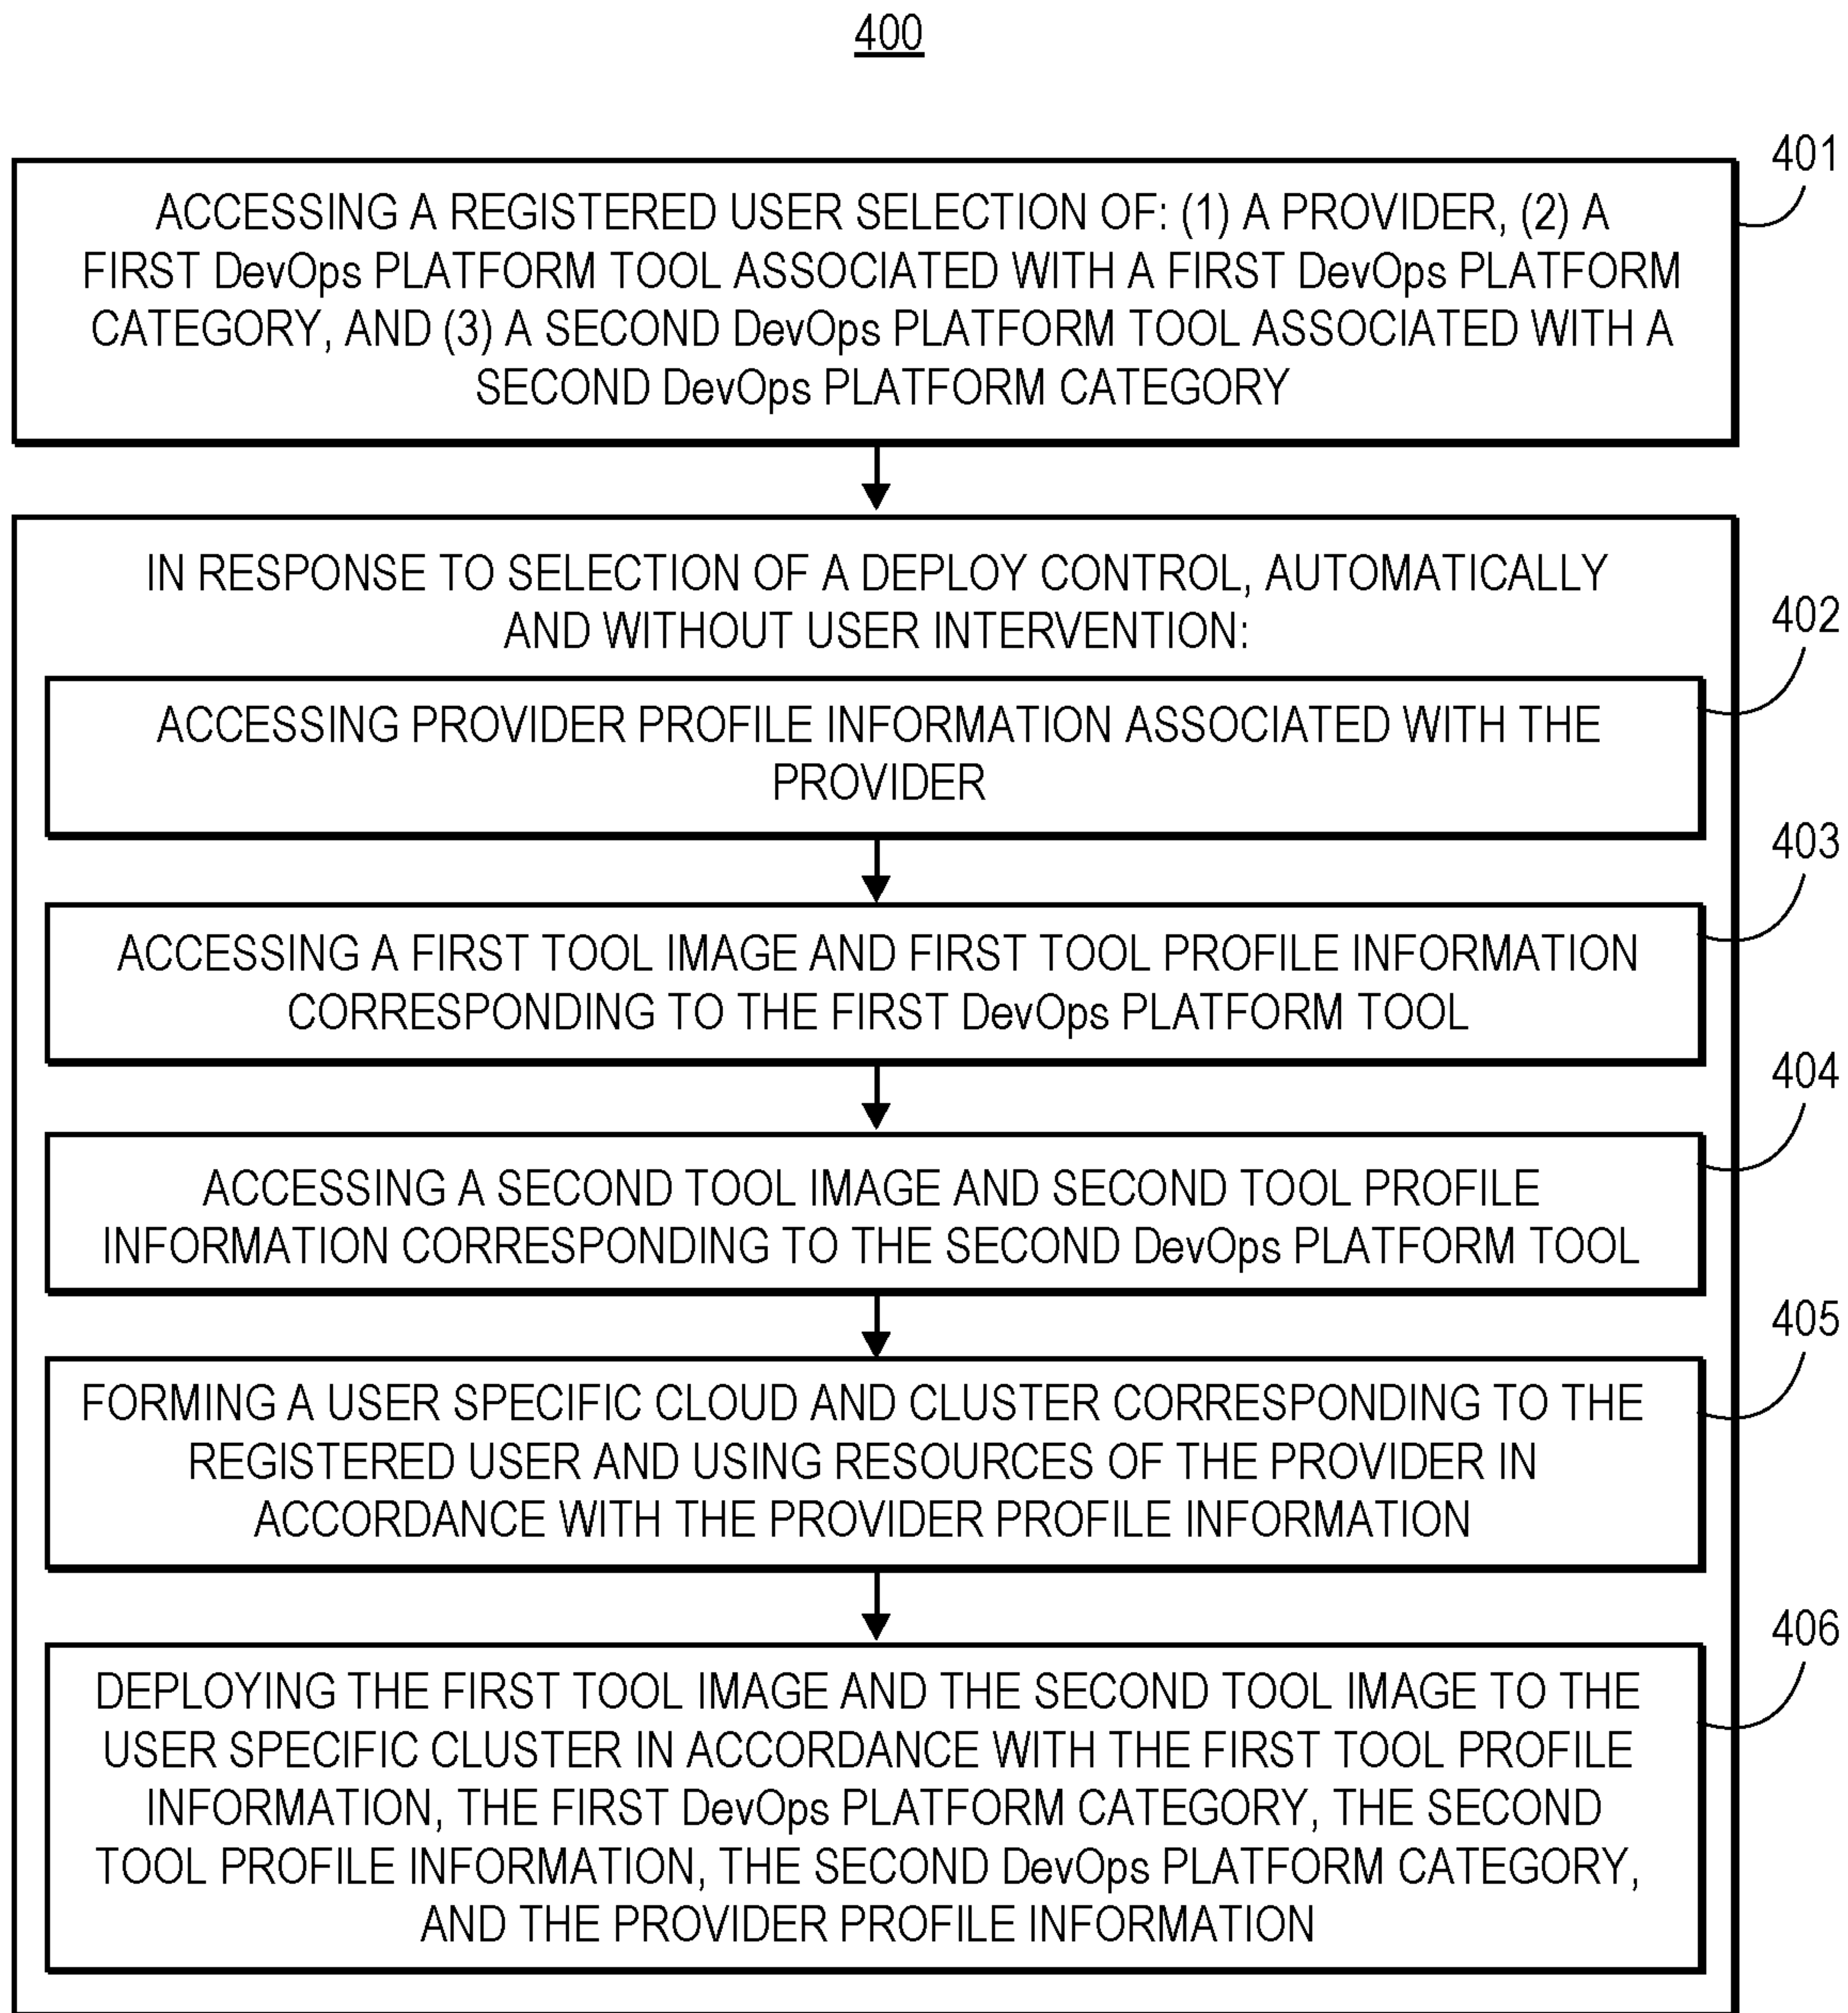 400
401
ACCESSING A REGISTERED USER SELECTION OF: (1) A PROVIDER, (2) A
FIRST DevOps PLATFORM TOOL ASSOCIATED WITH A FIRST DevOps PLATFORM
CATEGORY, AND (3) A SECOND DevOps PLATFORM TOOL ASSOCIATED WITH A
SECOND DevOps PLATFORM CATEGORY
IN RESPONSE TO SELECTION OF A DEPLOY CONTROL, AUTOMATICALLY
AND WITHOUT USER INTERVENTION:
402
ACCESSING PROVIDER PROFILE INFORMATION ASSOCIATED WITH THE
PROVIDER
403
ACCESSING A FIRST TOOL IMAGE AND FIRST TOOL PROFILE INFORMATION
CORRESPONDING TO THE FIRST DevOps PLATFORM TOOL
404
ACCESSING A SECOND TOOL IMAGE AND SECOND TOOL PROFILE
INFORMATION CORRESPONDING TO THE SECOND DevOps PLATFORM TOOL
405
FORMING A USER SPECIFIC CLOUD AND CLUSTER CORRESPONDING TO THE
REGISTERED USER AND USING RESOURCES OF THE PROVIDER IN
ACCORDANCE WITH THE PROVIDER PROFILE INFORMATION
406
DEPLOYING THE FIRST TOOL IMAGE AND THE SECOND TOOL IMAGE TO THE
USER SPECIFIC CLUSTER IN ACCORDANCE WITH THE FIRST TOOL PROFILE
INFORMATION, THE FIRST DevOps PLATFORM CATEGORY, THE SECOND
TOOL PROFILE INFORMATION, THE SECOND DevOps PLATFORM CATEGORY,
AND THE PROVIDER PROFILE INFORMATION